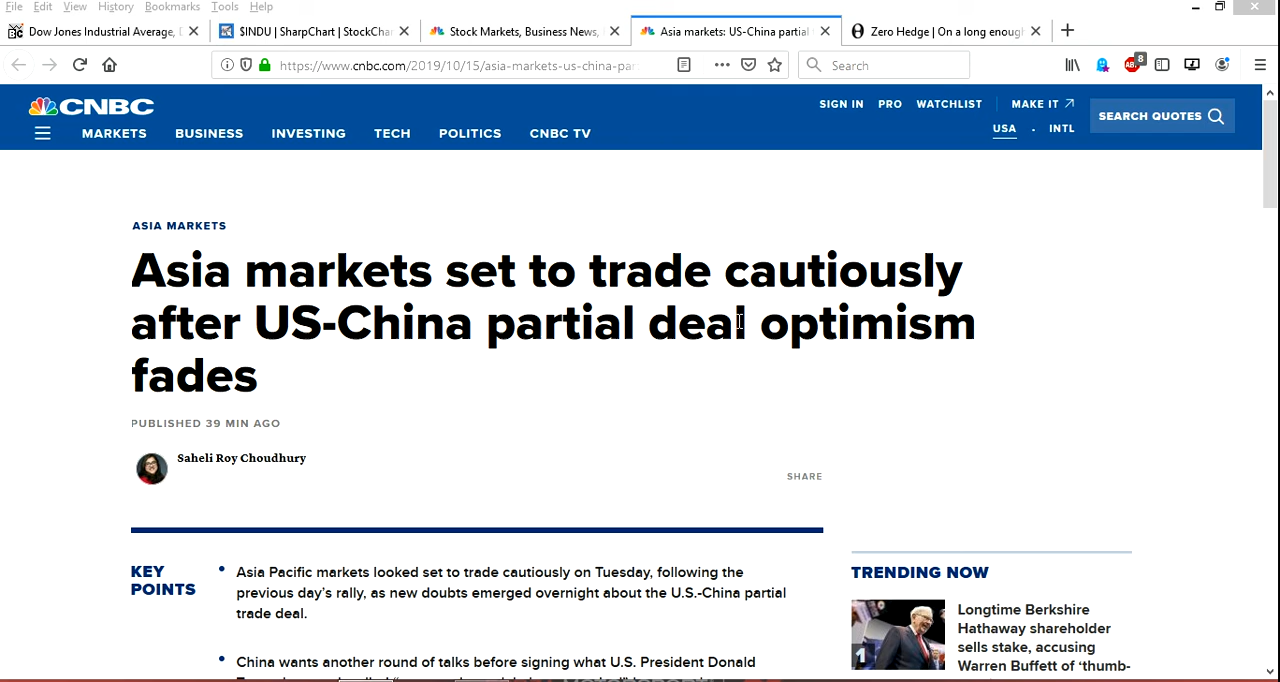 File Edit View History Bookmarks Tools Help
Dow Jones Industrial Average,
$INDU | SharpChart | StockChar
Stock Markets, Business News,
Asia markets: US-China partial
Zero Hedge | On a long enoug
https://www.cnbc.com/2019/10/15/asia-markets-us-china-par
Search
ABP
8
CNBC
SIGN IN PRO WATCHLIST MAKE IT
USA · INTL
SEARCH QUOTES
MARKETS BUSINESS INVESTING TECH POLITICS CNBC TV
ASIA MARKETS
Asia markets set to trade cautiously
after US-China partial deal optimism
fades
PUBLISHED 39 MIN AGO
Saheli Roy Choudhury
SHARE
KEY
POINTS
• Asia Pacific markets looked set to trade cautiously on Tuesday, following the
previous day’s rally, as new doubts emerged overnight about the U.S.-China partial
trade deal.
• China wants another round of talks before signing what U.S. President Donald
TRENDING NOW
1
Longtime Berkshire
Hathaway shareholder
sells stake, accusing
Warren Buffett of ‘thumb-